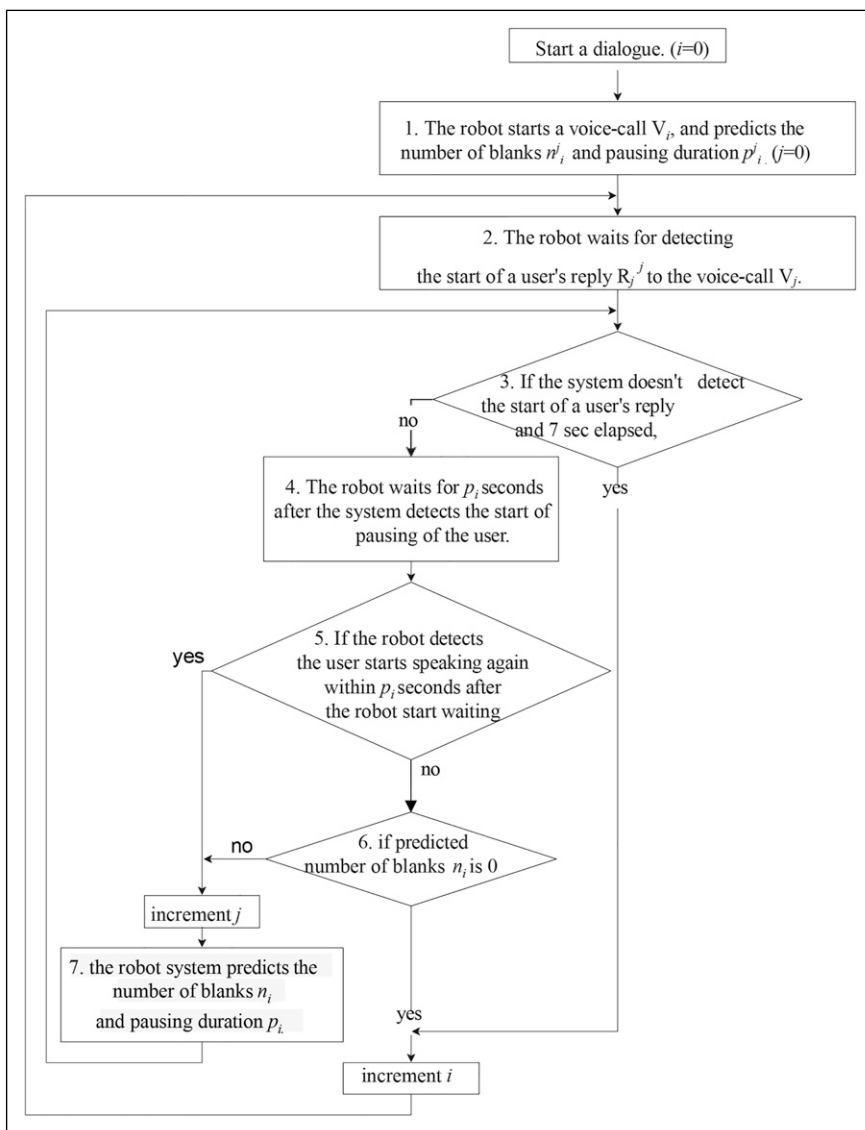 Start a dialogue. (i=0)
1. The robot starts a voice-call Vᵢ, and predicts the
number of blanks nʲᵢ and pausing duration pʲᵢ . (j=0)
2. The robot waits for detecting
the start of a user's reply Rⱼ ʲ to the voice-call Vⱼ.
3. If the system doesn't detect
the start of a user's reply
and 7 sec elapsed,
no
yes
4. The robot waits for pᵢ seconds
after the system detects the start of
pausing of the user.
5. If the robot detects
the user starts speaking again
within pᵢ seconds after
the robot start waiting
yes
no
6. if predicted
number of blanks nᵢ is 0
no
increment j
7. the robot system predicts the
number of blanks nᵢ
and pausing duration pᵢ.
yes
increment i